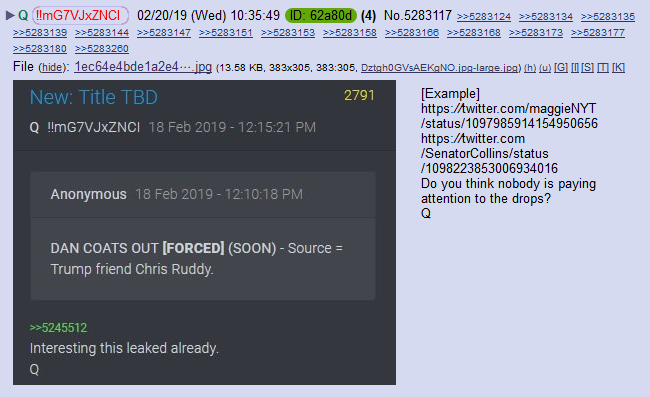 ▶ Q !!mG7VJxZNCI 02/20/19 (Wed) 10:35:49 ID: 62a80d (4) No.5283117 >>5283124 >>5283134 >>5283135
>>5283139 >>5283144 >>5283147 >>5283151 >>5283153 >>5283158 >>5283166 >>5283168 >>5283173 >>5283177
>>5283180 >>5283260
File (hide): 1ec64e4bde1a2e4⋯.jpg (13.58 KB, 383x305, 383:305, Dztgh0GVsAEKgNO.jpg-large.jpg) (h) (u) [G] [I] [S] [T] [K]
New: Title TBD 2791
Q !!mG7VJxZNCI 18 Feb 2019 - 12:15:21 PM
Anonymous 18 Feb 2019 - 12:10:18 PM
DAN COATS OUT [FORCED] (SOON) - Source =
Trump friend Chris Ruddy.
>>5245512
Interesting this leaked already.
Q
[Example]
https://twitter.com/maggieNYT
/status/1097985914154950656
https://twitter.com
/SenatorCollins/status
/1098223853006934016
Do you think nobody is paying
attention to the drops?
Q